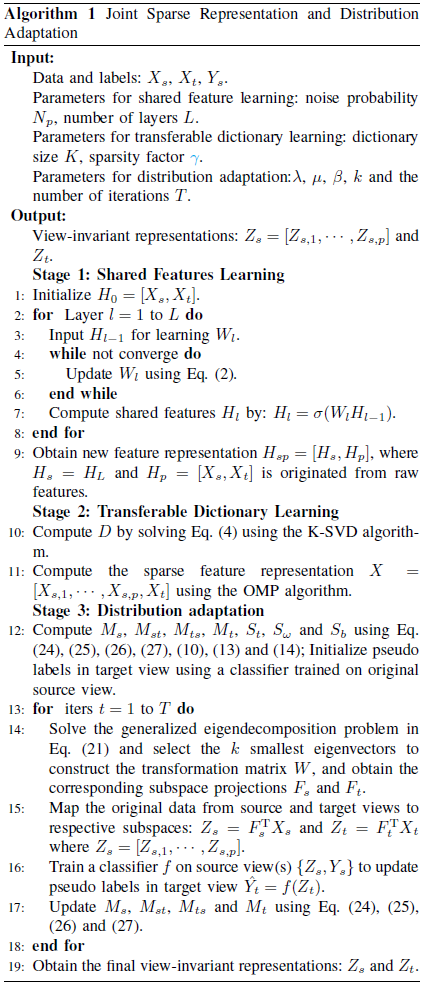 Algorithm 1 Joint Sparse Representation and Distribution
Adaptation
Input:
Data and labels: X_s, X_t, Y_s.
Parameters for shared feature learning: noise probability
N_p, number of layers L.
Parameters for transferable dictionary learning: dictionary
size K, sparsity factor γ.
Parameters for distribution adaptation:λ, μ, β, k and the
number of iterations T.
Output:
View-invariant representations: Z_s = [Z_{s,1}, ⋯ , Z_{s,p}] and
Z_t.
Stage 1: Shared Features Learning
1: Initialize H_0 = [X_s, X_t].
2: for Layer l = 1 to L do
3: Input H_{l−1} for learning W_l.
4: while not converge do
5: Update W_l using Eq. (2).
6: end while
7: Compute shared features H_l by: H_l = σ(W_l H_{l−1}).
8: end for
9: Obtain new feature representation H_{sp} = [H_s, H_p], where
H_s = H_L and H_p = [X_s, X_t] is originated from raw
features.
Stage 2: Transferable Dictionary Learning
10: Compute D by solving Eq. (4) using the K-SVD algorith-
m.
11: Compute the sparse feature representation X =
[X_{s,1}, ⋯ , X_{s,p}, X_t] using the OMP algorithm.
Stage 3: Distribution adaptation
12: Compute M_s, M_{st}, M_{ts}, M_t, S_t, S_ω and S_b using Eq.
(24), (25), (26), (27), (10), (13) and (14); Initialize pseudo
labels in target view using a classifier trained on original
source view.
13: for iters t = 1 to T do
14: Solve the generalized eigendecomposition problem in
Eq. (21) and select the k smallest eigenvectors to
construct the transformation matrix W, and obtain the
corresponding subspace projections F_s and F_t.
15: Map the original data from source and target views to
respective subspaces: Z_s = F_s^T X_s and Z_t = F_t^T X_t
where Z_s = [Z_{s,1}, ⋯ , Z_{s,p}].
16: Train a classifier f on source view(s) {Z_s, Y_s} to update
pseudo labels in target view Ŷ_t = f(Z_t).
17: Update M_s, M_{st}, M_{ts} and M_t using Eq. (24), (25),
(26) and (27).
18: end for
19: Obtain the final view-invariant representations: Z_s and Z_t.